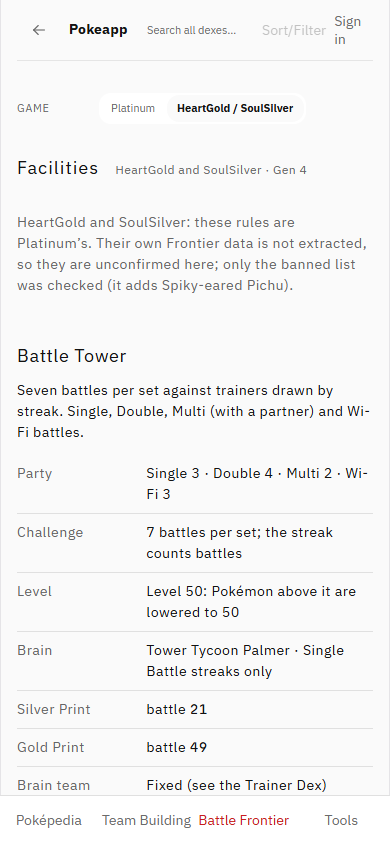 ← Pokeapp Search all dexes... Sort/Filter Sign in
GAME Platinum HeartGold / SoulSilver
Facilities HeartGold and SoulSilver · Gen 4
HeartGold and SoulSilver: these rules are
Platinum's. Their own Frontier data is not extracted,
so they are unconfirmed here; only the banned list
was checked (it adds Spiky-eared Pichu).
Battle Tower
Seven battles per set against trainers drawn by
streak. Single, Double, Multi (with a partner) and Wi-
Fi battles.
Party Single 3 · Double 4 · Multi 2 · Wi-
Fi 3
Challenge 7 battles per set; the streak
counts battles
Level Level 50: Pokémon above it are
lowered to 50
Brain Tower Tycoon Palmer · Single
Battle streaks only
Silver Print battle 21
Gold Print battle 49
Brain team Fixed (see the Trainer Dex)
Poképedia Team Building Battle Frontier Tools